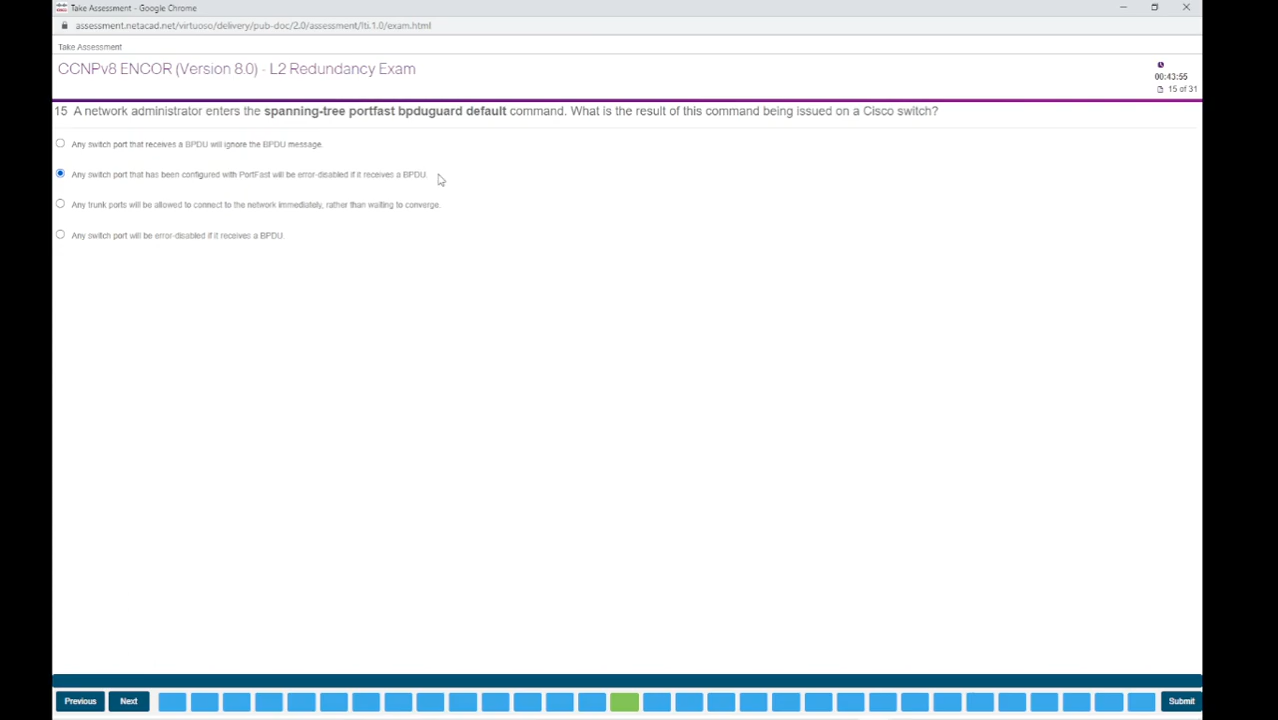 Take Assessment - Google Chrome
assessment.netacad.net/virtuoso/delivery/pub-doc/2.0/assessment/lti.1.0/exam.html
Take Assessment
CCNPv8 ENCOR (Version 8.0) - L2 Redundancy Exam
00:43:55
15 of 31
15 A network administrator enters the spanning-tree portfast bpduguard default command. What is the result of this command being issued on a Cisco switch?
Any switch port that receives a BPDU will ignore the BPDU message.
Any switch port that has been configured with PortFast will be error-disabled if it receives a BPDU.
Any trunk ports will be allowed to connect to the network immediately, rather than waiting to converge.
Any switch port will be error-disabled if it receives a BPDU.
Previous Next Submit